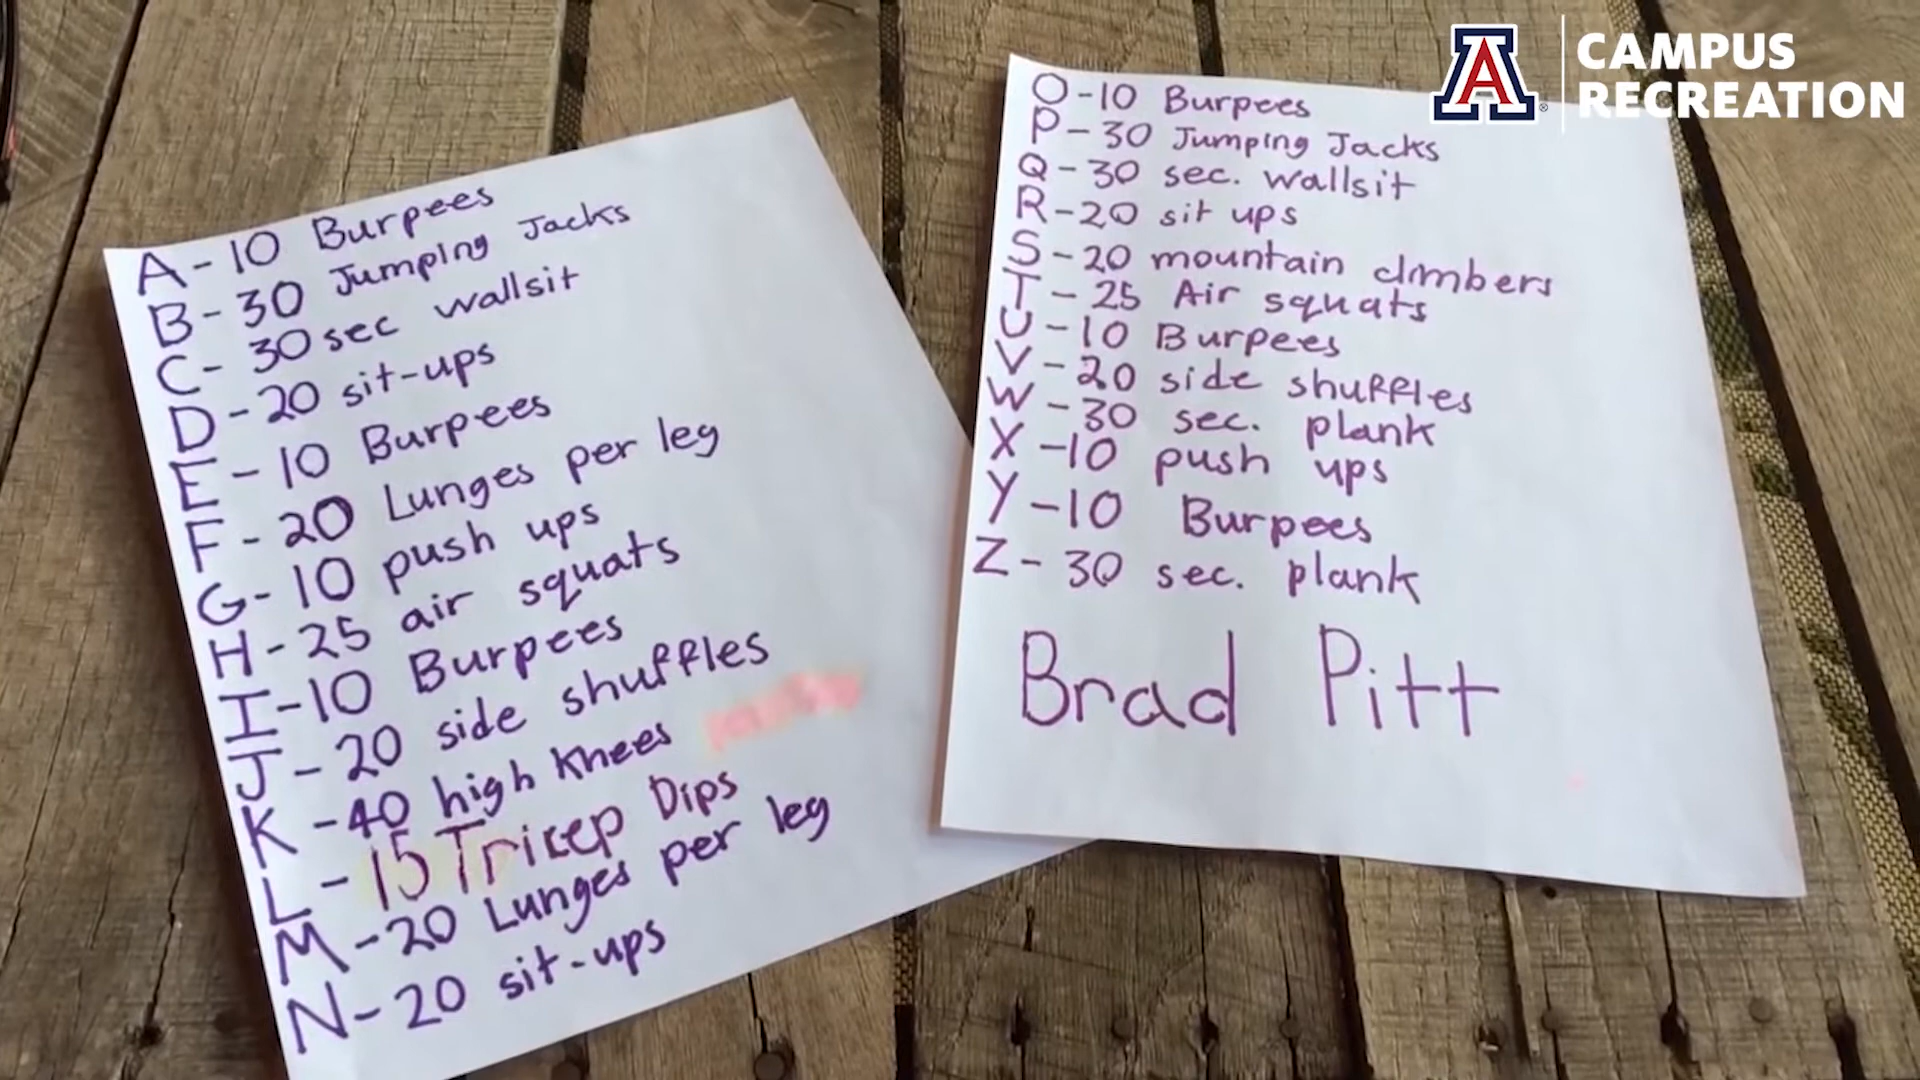 A - 10 Burpees
B - 30 Jumping Jacks
C - 30 sec wallsit
D - 20 sit-ups
E - 10 Burpees
F - 20 Lunges per leg
G - 10 push ups
H - 25 air squats
I - 10 Burpees
J - 20 side shuffles
K - 40 high knees
L - 15 Tricep Dips
M - 20 Lunges per leg
N - 20 sit-ups
O - 10 Burpees
P - 30 Jumping Jacks
Q - 30 sec. wallsit
R - 20 sit ups
S - 20 mountain climbers
T - 25 Air squats
U - 10 Burpees
V - 20 side shuffles
W - 30 sec. plank
X - 10 push ups
Y - 10 Burpees
Z - 30 sec. plank
Brad Pitt
A CAMPUS
RECREATION